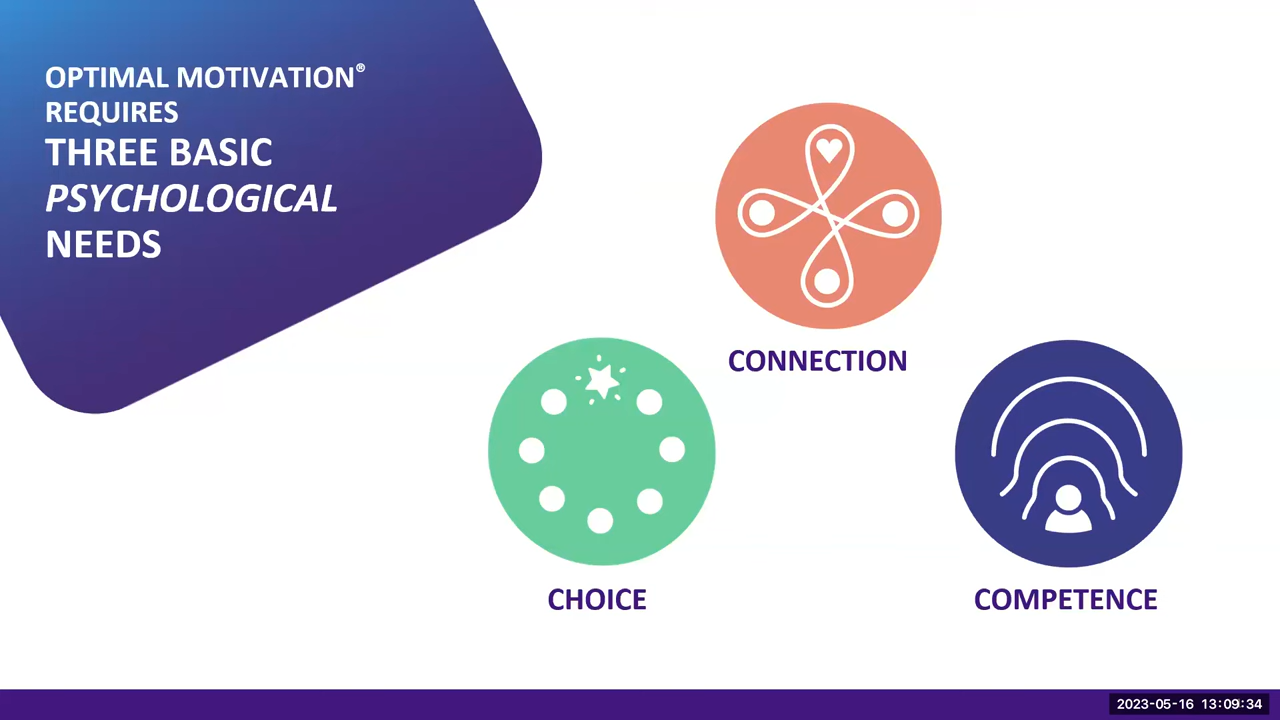 OPTIMAL MOTIVATION®
REQUIRES
THREE BASIC
PSYCHOLOGICAL
NEEDS
CONNECTION
CHOICE
COMPETENCE
2023-05-16 13:09:34